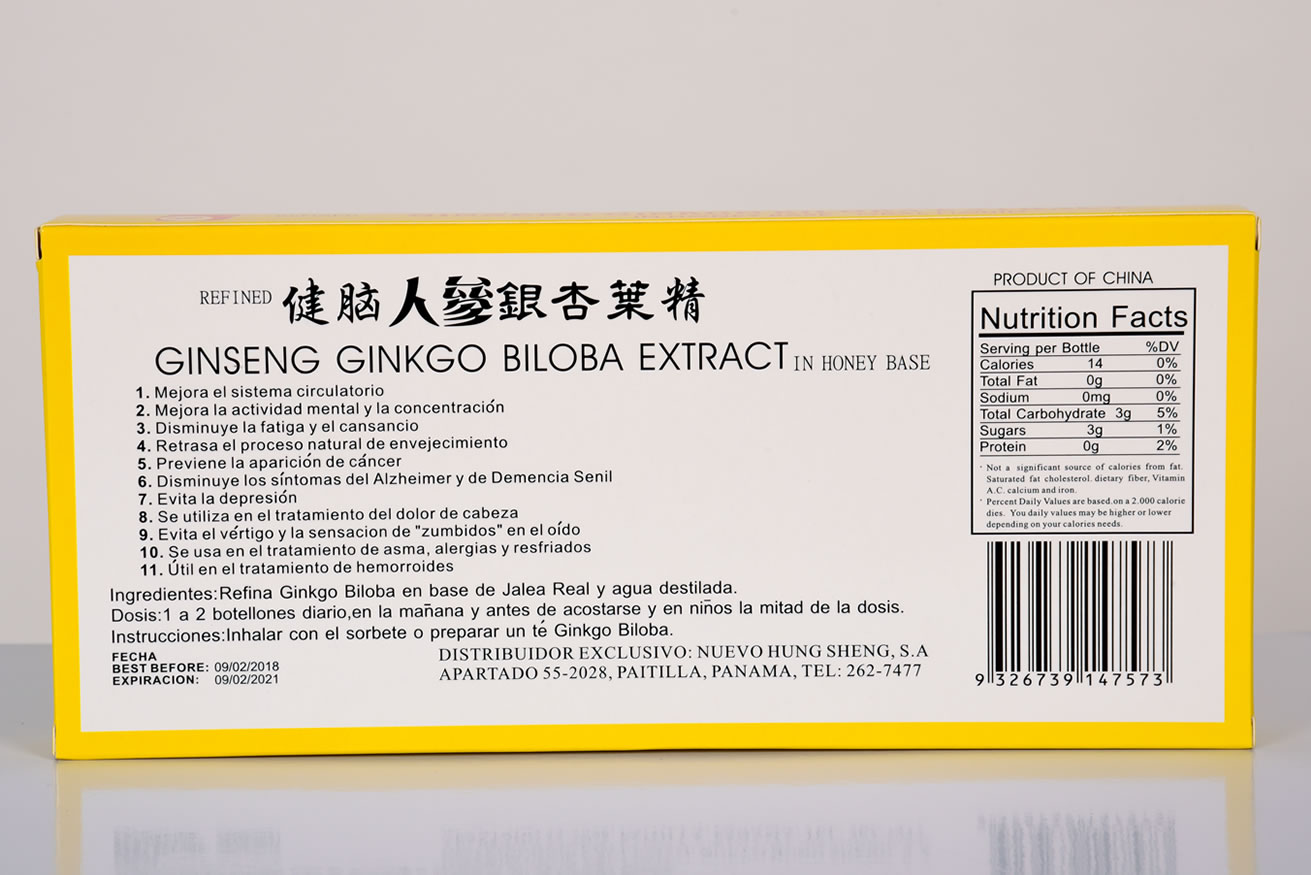 REFINED 健脑人參銀杏葉精
GINSENG GINKGO BILOBA EXTRACT IN HONEY BASE
1. Mejora el sistema circulatorio
2. Mejora la actividad mental y la concentración
3. Disminuye la fatiga y el cansancio
4. Retrasa el proceso natural de envejecimiento
5. Previene la aparición de cáncer
6. Disminuye los síntomas del Alzheimer y de Demencia Senil
7. Evita la depresión
8. Se utiliza en el tratamiento del dolor de cabeza
9. Evita el vértigo y la sensacion de "zumbidos" en el oído
10. Se usa en el tratamiento de asma, alergias y resfriados
11. Útil en el tratamiento de hemorroides
Ingredientes:Refina Ginkgo Biloba en base de Jalea Real y agua destilada.
Dosis:1 a 2 botellones diario,en la mañana y antes de acostarse y en niños la mitad de la dosis.
Instrucciones:Inhalar con el sorbete o preparar un té Ginkgo Biloba.
FECHA
BEST BEFORE: 09/02/2018
EXPIRACION: 09/02/2021
DISTRIBUIDOR EXCLUSIVO: NUEVO HUNG SHENG, S.A
APARTADO 55-2028, PAITILLA, PANAMA, TEL: 262-7477
PRODUCT OF CHINA
Nutrition Facts
Serving per Bottle %DV
Calories 14 0%
Total Fat 0g 0%
Sodium 0mg 0%
Total Carbohydrate 3g 5%
Sugars 3g 1%
Protein 0g 2%
* Not a significant source of calories from fat.
Saturated fat cholesterol. dietary fiber, Vitamin
A.C. calcium and iron.
* Percent Daily Values are based.on a 2.000 calorie
dies. You daily values may be higher or lower
depending on your calories needs.
9 326739 147573